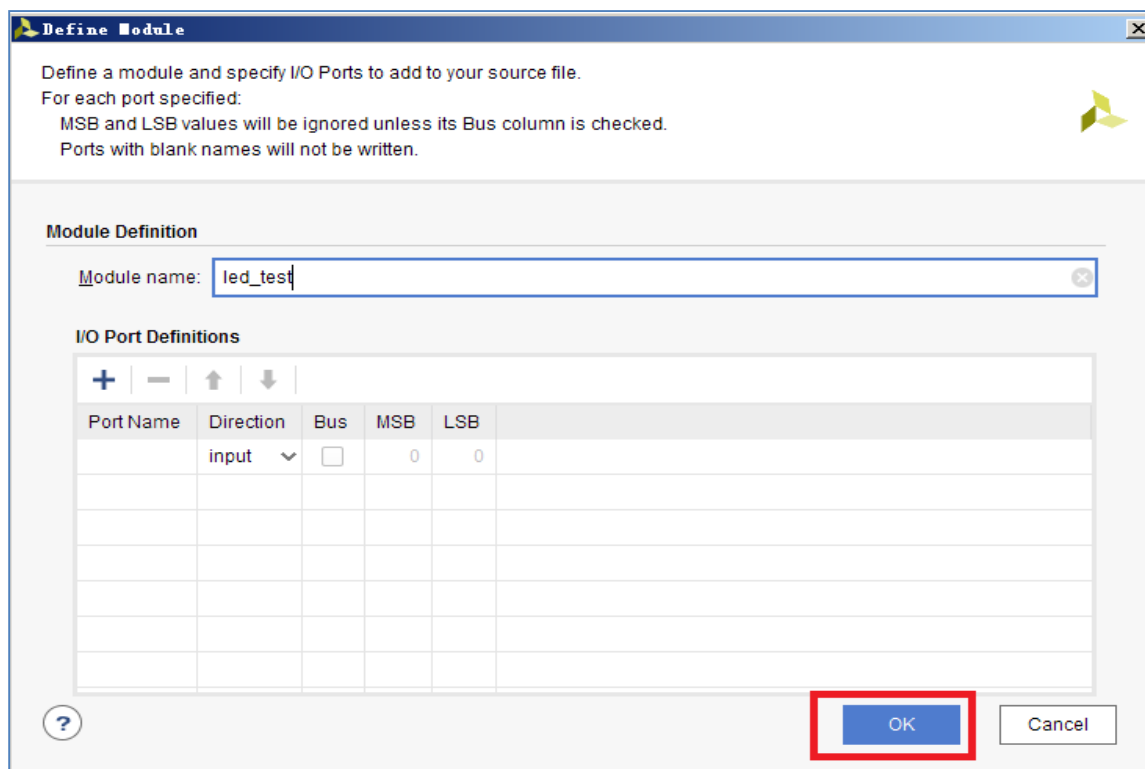 Define Module
Define a module and specify I/O Ports to add to your source file.
For each port specified:
MSB and LSB values will be ignored unless its Bus column is checked.
Ports with blank names will not be written.
Module Definition
Module name: led_test
I/O Port Definitions
Port Name Direction Bus MSB LSB
input 0 0
? OK Cancel